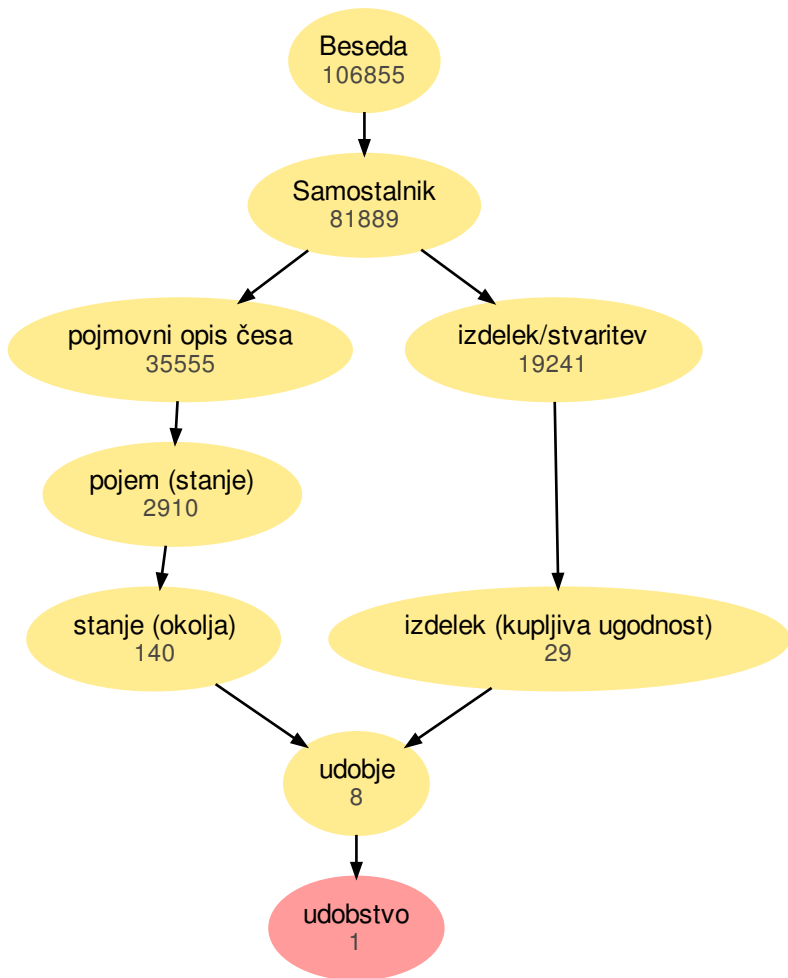 Beseda
106855
Samostalnik
81889
pojmovni opis česa
35555
izdelek/stvaritev
19241
pojem (stanje)
2910
stanje (okolja)
140
izdelek (kupljiva ugodnost)
29
udobje
8
udobstvo
1